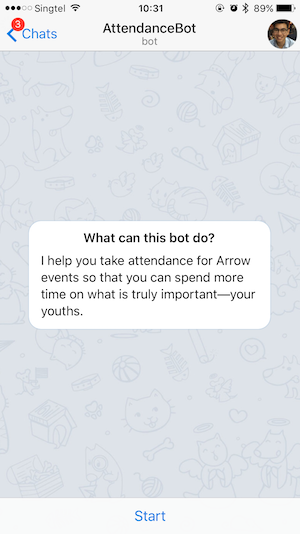 Singtel 10:31 89%
3
Chats
AttendanceBot
bot
What can this bot do?
I help you take attendance for Arrow
events so that you can spend more
time on what is truly important—your
youths.
Start